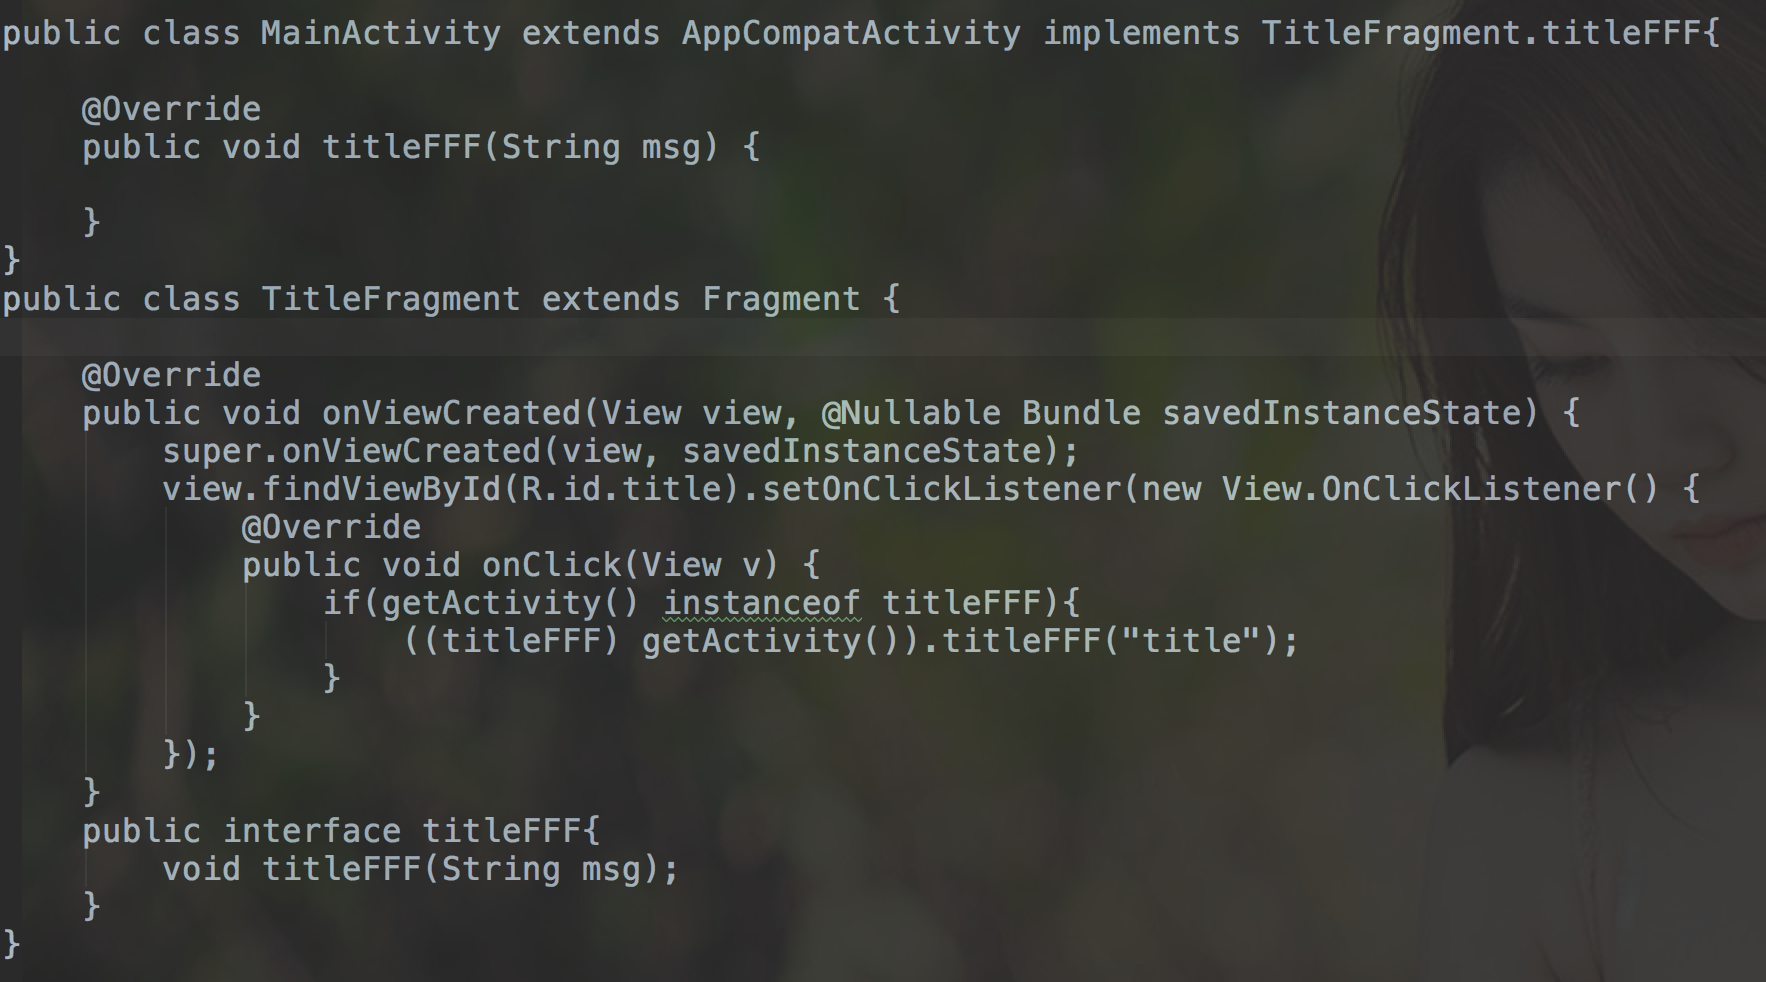 public class MainActivity extends AppCompatActivity implements TitleFragment.titleFFF{
@Override
public void titleFFF(String msg) {
}
}
public class TitleFragment extends Fragment {
@Override
public void onViewCreated(View view, @Nullable Bundle savedInstanceState) {
super.onViewCreated(view, savedInstanceState);
view.findViewById(R.id.title).setOnClickListener(new View.OnClickListener() {
@Override
public void onClick(View v) {
if(getActivity() instanceof titleFFF){
((titleFFF) getActivity()).titleFFF("title");
}
}
});
}
public interface titleFFF{
void titleFFF(String msg);
}
}